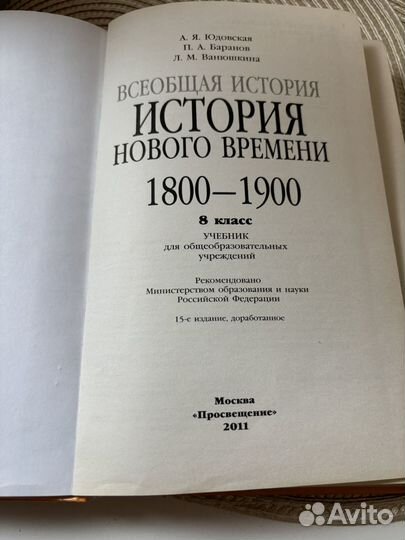 А. Я. Юдовская
П. А. Баранов
Л. М. Ванюшкина
ВСЕОБЩАЯ ИСТОРИЯ
ИСТОРИЯ
НОВОГО ВРЕМЕНИ
1800—1900
8 класс
УЧЕБНИК
для общеобразовательных
учреждений
Рекомендовано
Министерством образования и науки
Российской Федерации
15-е издание, доработанное
Москва
«Просвещение»
2011
Avito